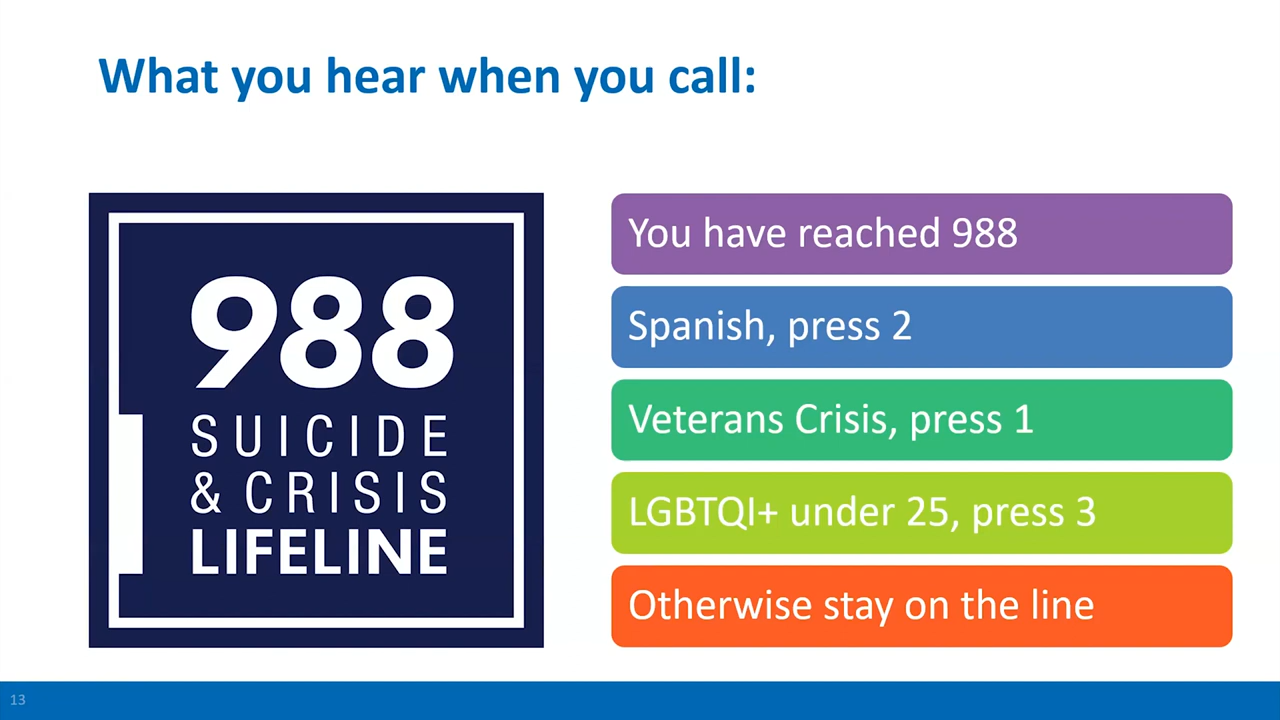 What you hear when you call:
988
SUICIDE
& CRISIS
LIFELINE
You have reached 988
Spanish, press 2
Veterans Crisis, press 1
LGBTQI+ under 25, press 3
Otherwise stay on the line
13